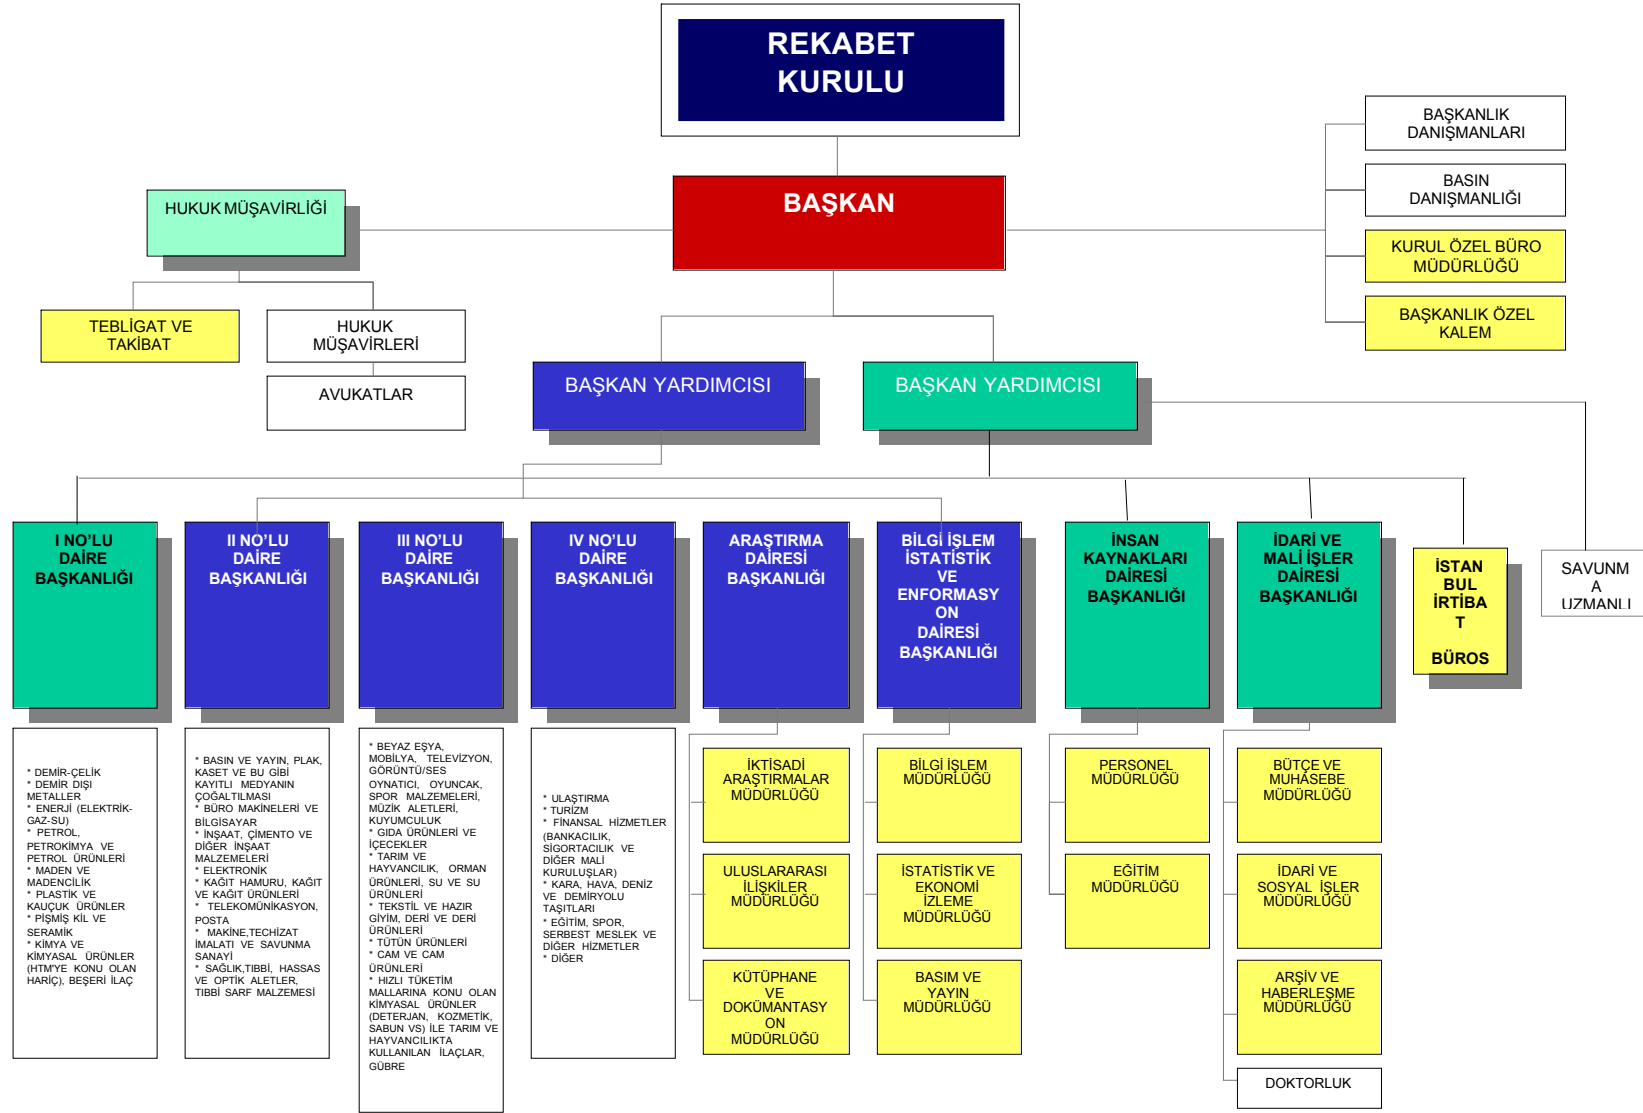 REKABET
KURULU
BAŞKANLIK
DANIŞMANLARI
BASIN
DANIŞMANLIĞI
KURUL ÖZEL BÜRO
MÜDÜRLÜĞÜ
BAŞKANLIK ÖZEL
KALEM
BAŞKAN
HUKUK MÜŞAVİRLİĞİ
TEBLİGAT VE
TAKİBAT
HUKUK
MÜŞAVİRLERİ
AVUKATLAR
BAŞKAN YARDIMCISI
BAŞKAN YARDIMCISI
I NO’LU
DAİRE
BAŞKANLIĞI
II NO’LU
DAİRE
BAŞKANLIĞI
III NO’LU
DAİRE
BAŞKANLIĞI
IV NO’LU
DAİRE
BAŞKANLIĞI
ARAŞTIRMA
DAİRESİ
BAŞKANLIĞI
BİLGİ İŞLEM
İSTATİSTİK
VE
ENFORMASY
ON
DAİRESİ
BAŞKANLIĞI
İNSAN
KAYNAKLARI
DAİRESİ
BAŞKANLIĞI
İDARİ VE
MALİ İŞLER
DAİRESİ
BAŞKANLIĞI
İSTAN
BUL
İRTİBA
T
BÜROS
SAVUNM
A
UZMANLI
* DEMİR-ÇELİK
* DEMİR DIŞI
METALLER
* ENERJİ (ELEKTRİK-
GAZ-SU)
* PETROL,
PETROKİMYA VE
PETROL ÜRÜNLERİ
* MADEN VE
MADENCİLİK
* PLASTİK VE
KAUÇUK ÜRÜNLER
* PİŞMİŞ KİL VE
SERAMİK
* KİMYA VE
KİMYASAL ÜRÜNLER
(HTM'YE KONU OLAN
HARİÇ), BEŞERİ İLAÇ
* BASIN VE YAYIN, PLAK,
KASET VE BU GİBİ
KAYITLI MEDYANIN
ÇOĞALTILMASI
* BÜRO MAKİNELERİ VE
BİLGİSAYAR
* İNŞAAT, ÇİMENTO VE
DİĞER İNŞAAT
MALZEMELERİ
* ELEKTRONİK
* KAĞIT HAMURU, KAĞIT
VE KAĞIT ÜRÜNLERİ
* TELEKOMÜNİKASYON,
POSTA
* MAKİNE,TECHİZAT
İMALATI VE SAVUNMA
SANAYİ
* SAĞLIK,TIBBİ, HASSAS
VE OPTİK ALETLER,
TIBBİ SARF MALZEMESİ
* BEYAZ EŞYA,
MOBİLYA, TELEVİZYON,
GÖRÜNTÜ/SES
OYNATICI, OYUNCAK,
SPOR MALZEMELERİ,
MÜZİK ALETLERİ,
KUYUMCULUK
* GIDA ÜRÜNLERİ VE
İÇECEKLER
* TARIM VE
HAYVANCILIK, ORMAN
ÜRÜNLERİ, SU VE SU
ÜRÜNLERİ
* TEKSTİL VE HAZIR
GİYİM, DERİ VE DERİ
ÜRÜNLERİ
* TÜTÜN ÜRÜNLERİ
* CAM VE CAM
ÜRÜNLERİ
* HIZLI TÜKETİM
MALLARINA KONU OLAN
KİMYASAL ÜRÜNLER
(DETERJAN, KOZMETİK,
SABUN VS) İLE TARIM VE
HAYVANCILIKTA
KULLANILAN İLAÇLAR,
GÜBRE
* ULAŞTIRMA
* TURİZM
* FİNANSAL HİZMETLER
(BANKACILIK,
SİGORTACILIK VE
DİĞER MALİ
KURULUŞLAR)
* KARA, HAVA, DENİZ
VE DEMİRYOLU
TAŞITLARI
* EĞİTİM, SPOR,
SERBEST MESLEK VE
DİĞER HİZMETLER
* DİĞER
İKTİSADİ
ARAŞTIRMALAR
MÜDÜRLÜĞÜ
ULUSLARARASI
İLİŞKİLER
MÜDÜRLÜĞÜ
KÜTÜPHANE
VE
DOKÜMANTASY
ON
MÜDÜRLÜĞÜ
BİLGİ İŞLEM
MÜDÜRLÜĞÜ
İSTATİSTİK VE
EKONOMİ
İZLEME
MÜDÜRLÜĞÜ
BASIM VE
YAYIN
MÜDÜRLÜĞÜ
PERSONEL
MÜDÜRLÜĞÜ
EĞİTİM
MÜDÜRLÜĞÜ
BÜTÇE VE
MUHASEBE
MÜDÜRLÜĞÜ
İDARİ VE
SOSYAL İŞLER
MÜDÜRLÜĞÜ
ARŞİV VE
HABERLEŞME
MÜDÜRLÜĞÜ
DOKTORLUK